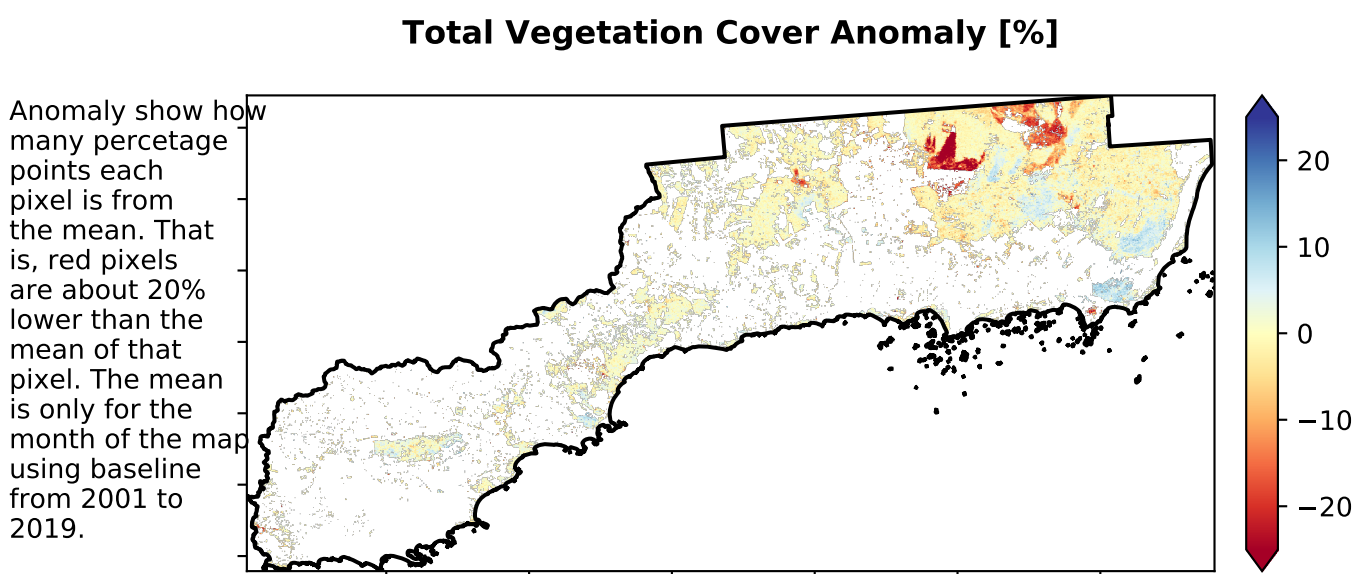 Total Vegetation Cover Anomaly [%]
Anomaly show how
many percetage
points each
pixel is from
the mean. That
is, red pixels
are about 20%
lower than the
mean of that
pixel. The mean
is only for the
month of the map
using baseline
from 2001 to
2019.
20
10
0
−10
−20